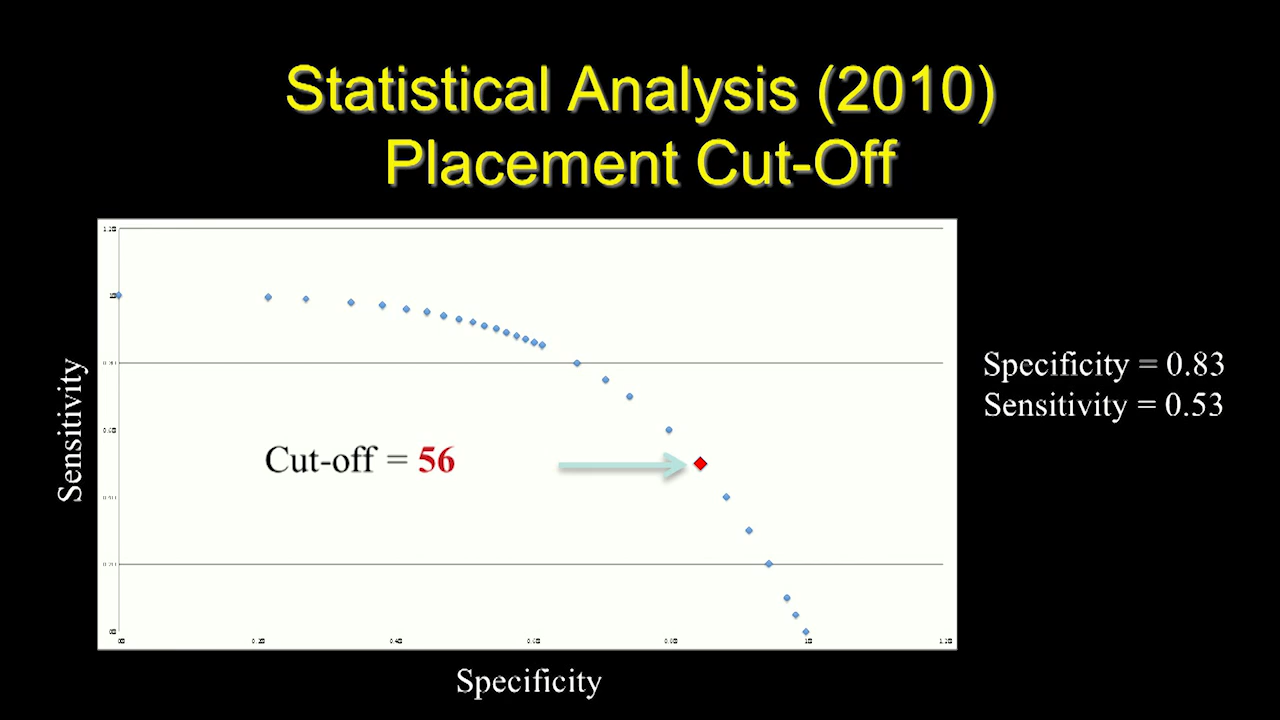 Statistical Analysis (2010)
Placement Cut-Off
Sensitivity
Cut-off = 56
Specificity = 0.83
Sensitivity = 0.53
Specificity